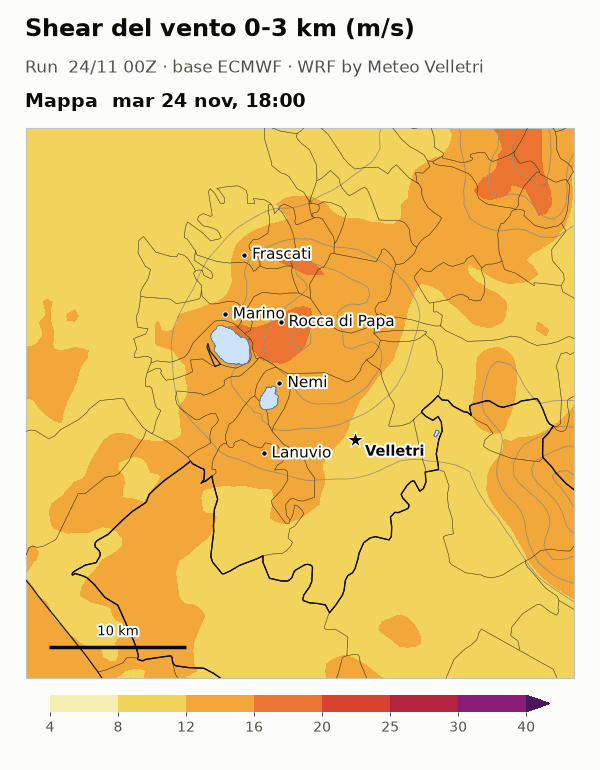 Shear del vento 0-3 km (m/s)
Run  24/11 00Z · base ECMWF · WRF by Meteo Velletri
Mappa  mar 24 nov, 18:00
Frascati
Marino
Rocca di Papa
Nemi
Velletri
Lanuvio
10 km
4 8 12 16 20 25 30 40